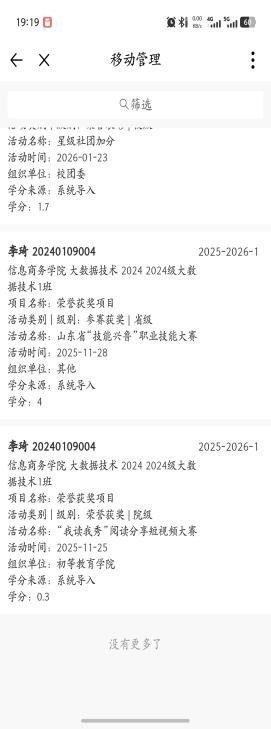 19:19
0.00 KB/s 4G 5G 6
移动管理
筛选
活动名称：星级社团加分
活动时间：2026-01-23
组织单位：校团委
学分来源：系统导入
学分：1.7
李琦 20240109004 2025-2026-1
信息商务学院 大数据技术 2024 2024级大数
据技术1班
项目名称：荣誉获奖项目
活动类别 | 级别：参赛获奖 | 省级
活动名称：山东省“技能兴鲁”职业技能大赛
活动时间：2025-11-28
组织单位：其他
学分来源：系统导入
学分：4
李琦 20240109004 2025-2026-1
信息商务学院 大数据技术 2024 2024级大数
据技术1班
项目名称：荣誉获奖项目
活动类别 | 级别：荣誉获奖 | 院级
活动名称：“我读我秀”阅读分享短视频大赛
活动时间：2025-11-25
组织单位：初等教育学院
学分来源：系统导入
学分：0.3
没有更多了